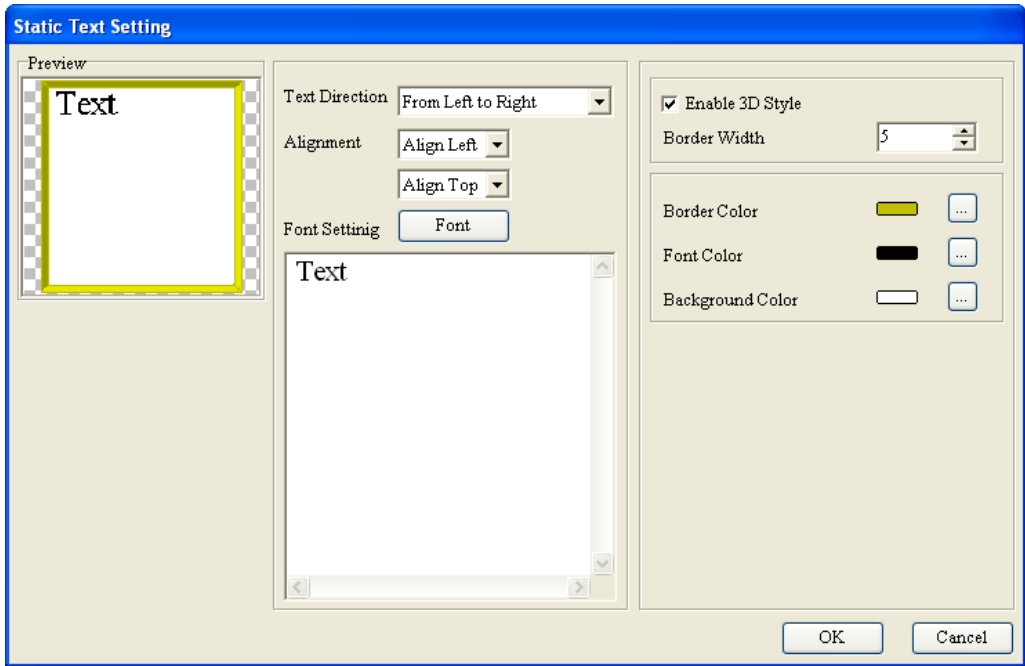 Static Text Setting
Preview
Text
Text Direction
From Left to Right
Alignment
Align Left
Align Top
Font Settinig
Font
Text
Enable 3D Style
Border Width
5
Border Color
...
Font Color
...
Background Color
...
OK
Cancel